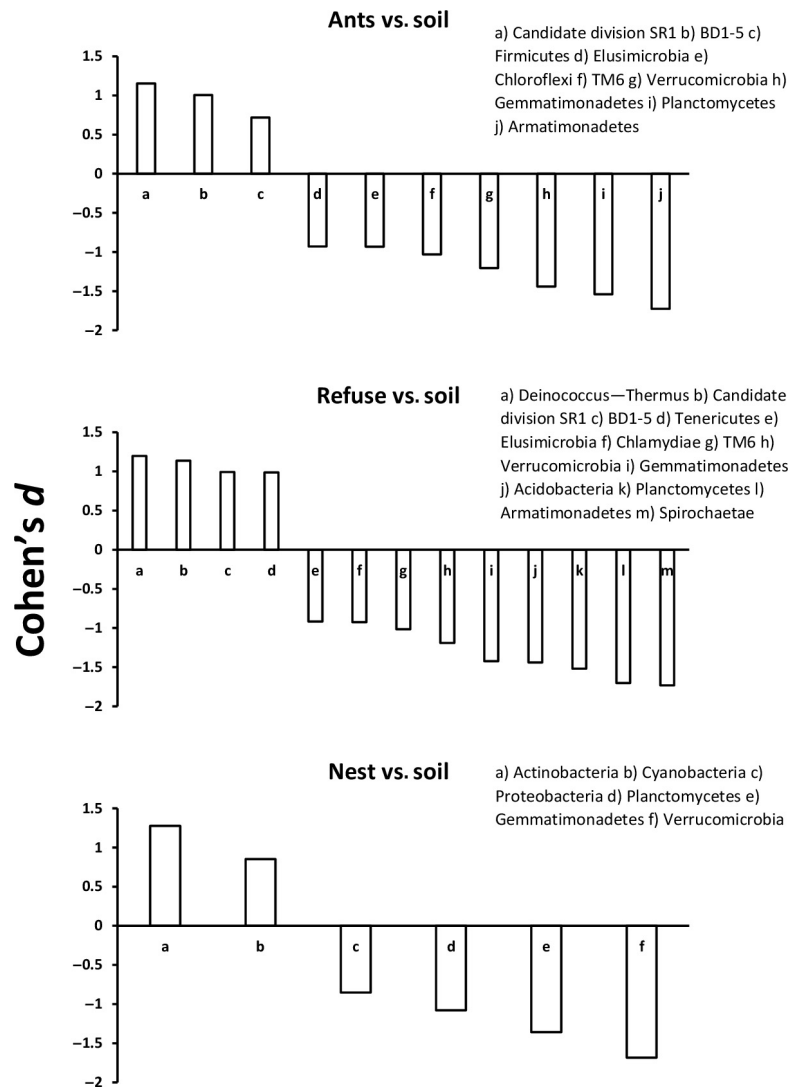 Ants vs. soil
a) Candidate division SR1 b) BD1-5 c)
Firmicutes d) Elusimicrobia e)
Chloroflexi f) TM6 g) Verrucomicrobia h)
Gemmatimonadetes i) Planctomycetes
j) Armatimonadetes
1.5
1
0.5
0
−0.5
−1
−1.5
−2
a b c d e f g h i j
Refuse vs. soil
a) Deinococcus—Thermus b) Candidate
division SR1 c) BD1-5 d) Tenericutes e)
Elusimicrobia f) Chlamydiae g) TM6 h)
Verrucomicrobia i) Gemmatimonadetes
j) Acidobacteria k) Planctomycetes l)
Armatimonadetes m) Spirochaetae
1.5
1
0.5
0
−0.5
−1
−1.5
−2
a b c d e f g h i j k l m
Cohen’s d
Nest vs. soil
a) Actinobacteria b) Cyanobacteria c)
Proteobacteria d) Planctomycetes e)
Gemmatimonadetes f) Verrucomicrobia
1.5
1
0.5
0
−0.5
−1
−1.5
−2
a b c d e f